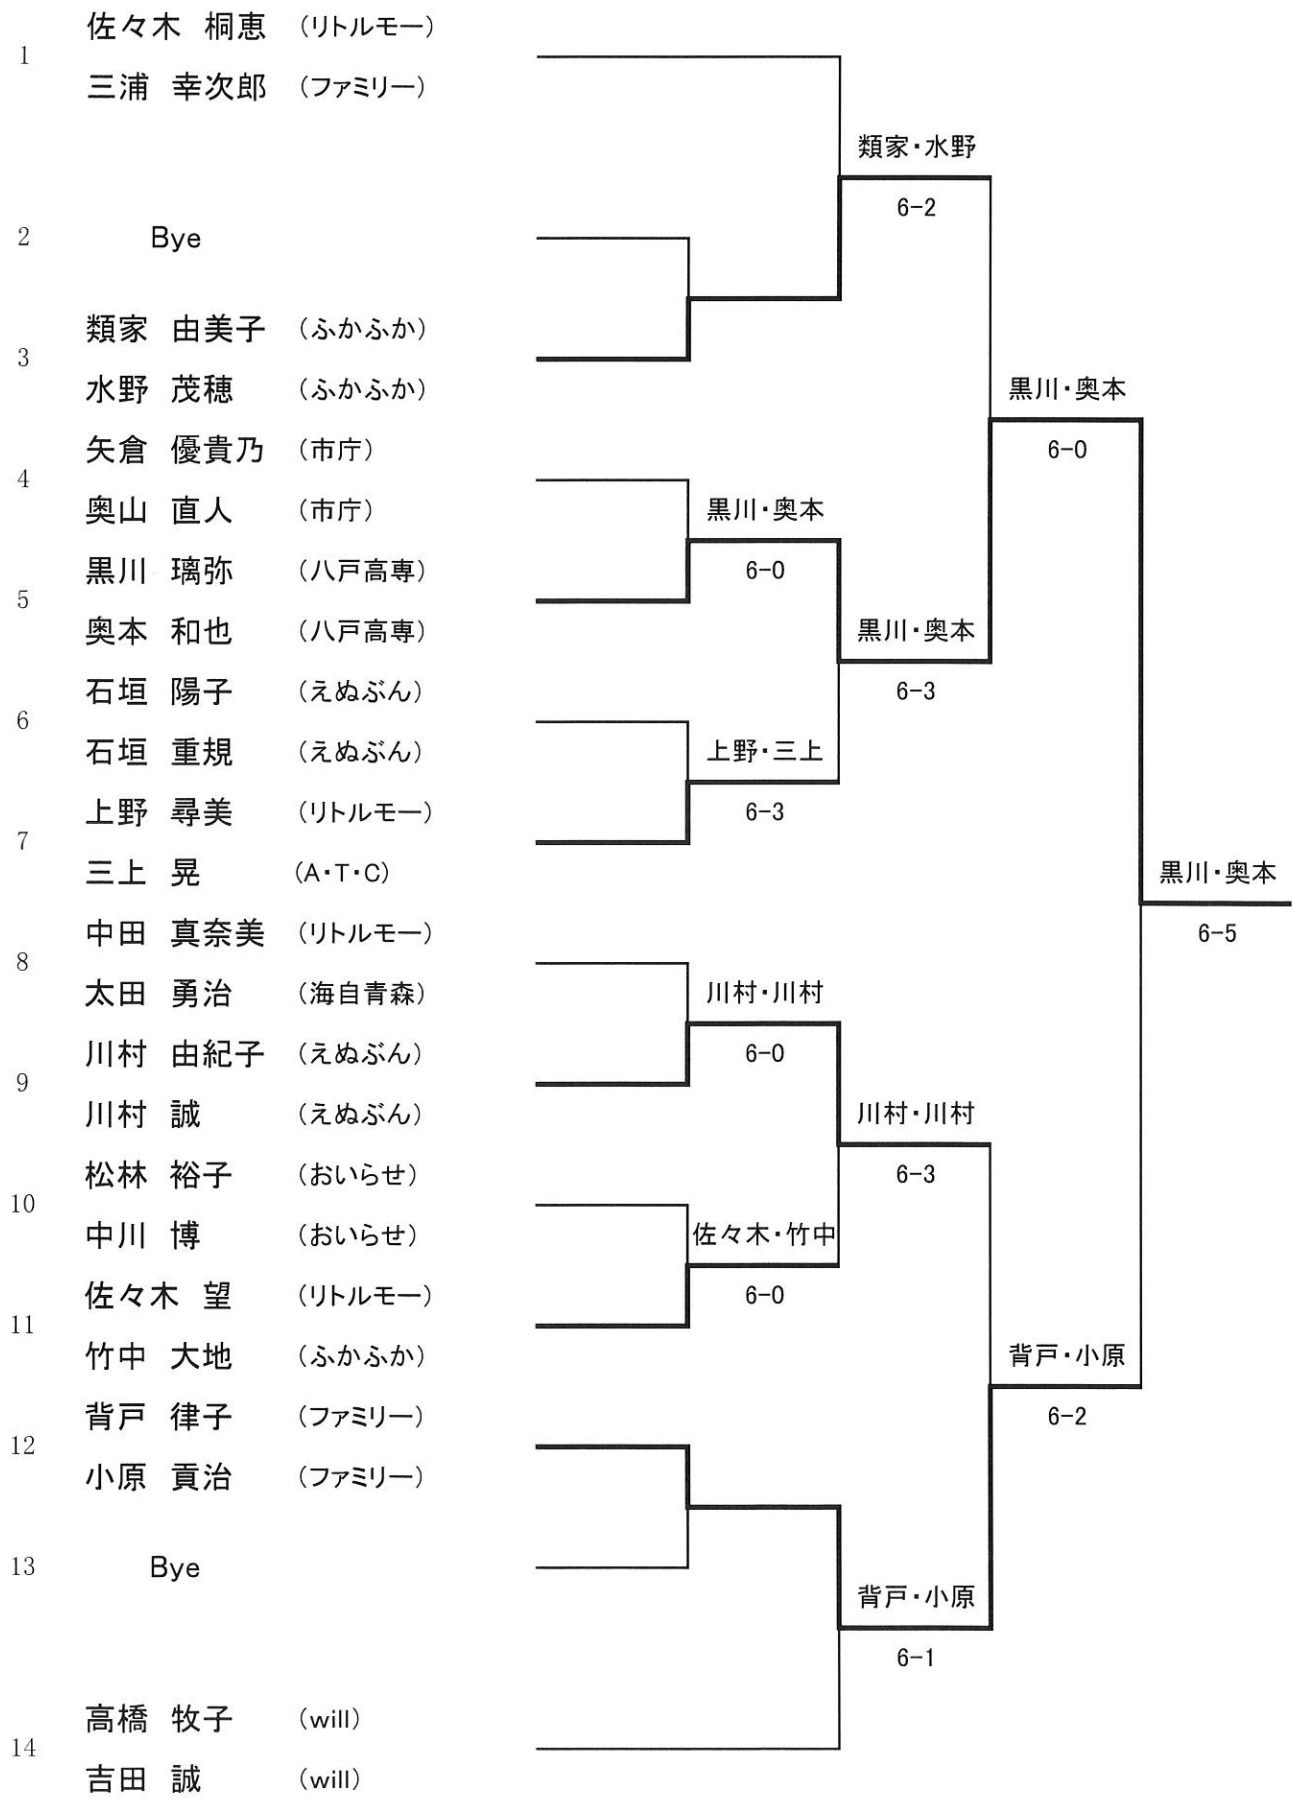 佐々木 桐恵 (リトルモー)
1
三浦 幸次郎 (ファミリー)
類家・水野
6-2
2 Bye
類家 由美子 (ふかふか)
3
水野 茂穂 (ふかふか)
黒川・奥本
矢倉 優貴乃 (市庁)
6-0
4
奥山 直人 (市庁)
黒川・奥本
黒川 璃弥 (八戸高専)
6-0
5
奥本 和也 (八戸高専)
黒川・奥本
石垣 陽子 (えぬぶん)
6-3
6
石垣 重規 (えぬぶん)
上野・三上
上野 尋美 (リトルモー)
6-3
7
三上 晃 (A・T・C)
黒川・奥本
中田 真奈美 (リトルモー)
6-5
8
太田 勇治 (海自青森)
川村・川村
川村 由紀子 (えぬぶん)
6-0
9
川村 誠 (えぬぶん)
川村・川村
松林 裕子 (おいらせ)
6-3
10
中川 博 (おいらせ)
佐々木・竹中
佐々木 望 (リトルモー)
6-0
11
竹中 大地 (ふかふか)
背戸・小原
背戸 律子 (ファミリー)
6-2
12
小原 貢治 (ファミリー)
13 Bye
背戸・小原
6-1
高橋 牧子 (will)
14
吉田 誠 (will)